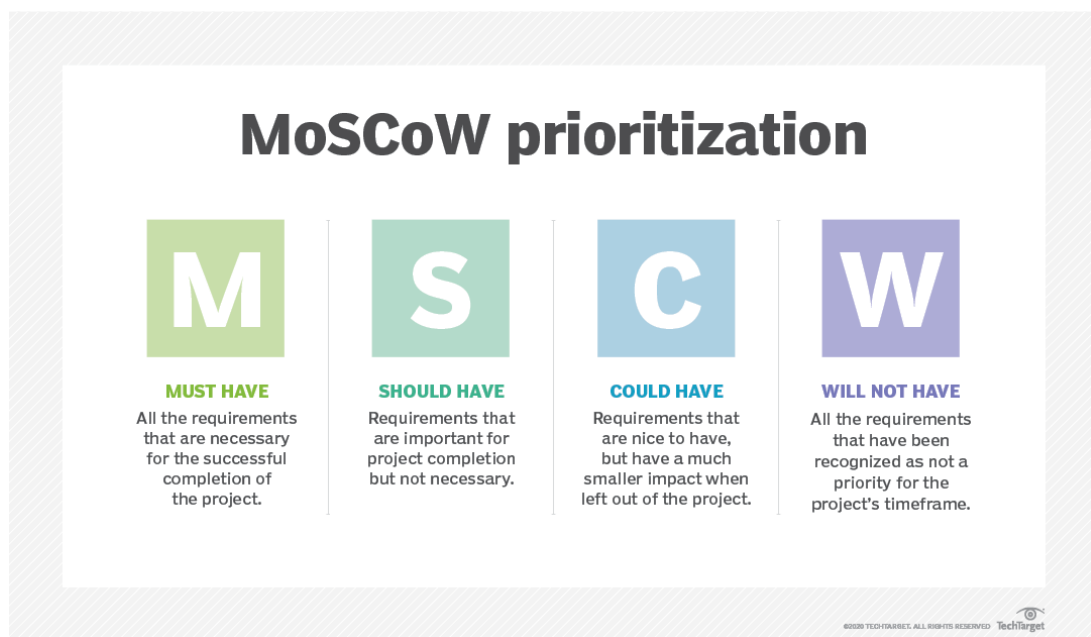 MoSCoW prioritization
M
S
C
W
MUST HAVE
All the requirements
that are necessary
for the successful
completion of
the project.
SHOULD HAVE
Requirements that
are important for
project completion
but not necessary.
COULD HAVE
Requirements that
are nice to have,
but have a much
smaller impact when
left out of the project.
WILL NOT HAVE
All the requirements
that have been
recognized as not a
priority for the
project's timeframe.
©2020 TECHTARGET. ALL RIGHTS RESERVED TechTarget